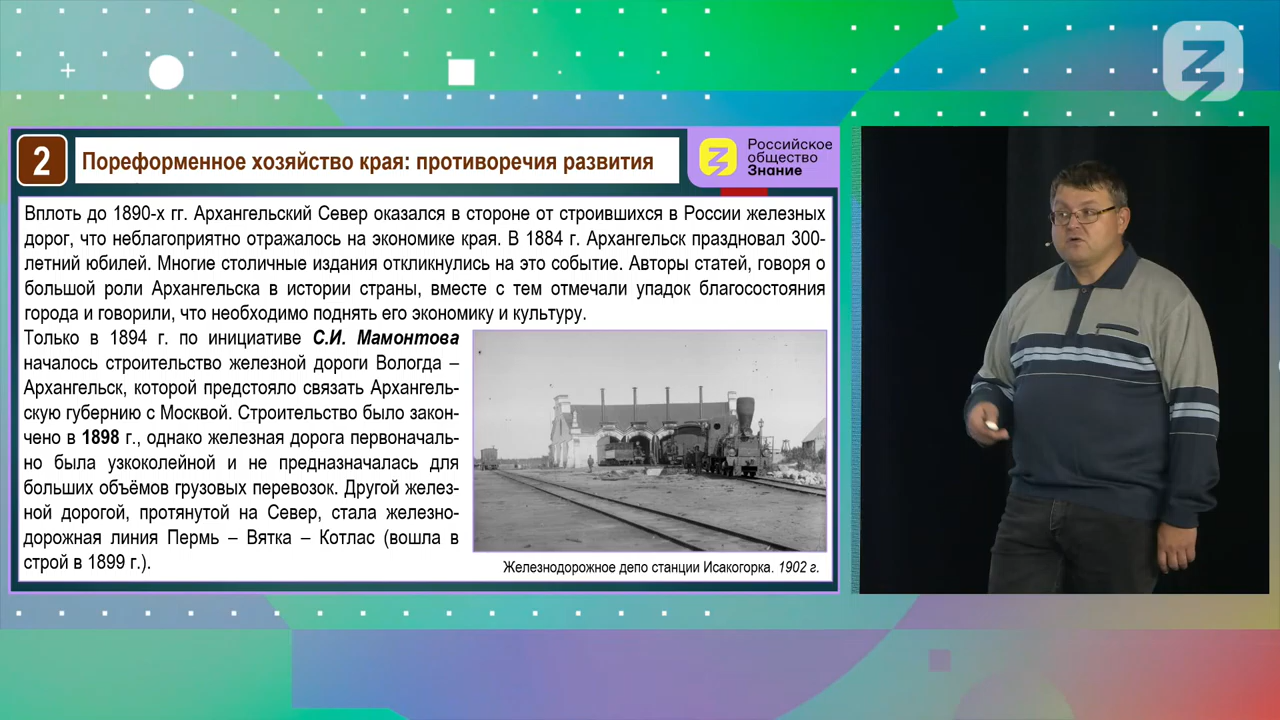 2
Пореформенное хозяйство края: противоречия развития
Российское
общество
Знание
Вплоть до 1890-х гг. Архангельский Север оказался в стороне от строившихся в России железных
дорог, что неблагоприятно отражалось на экономике края. В 1884 г. Архангельск праздновал 300-
летний юбилей. Многие столичные издания откликнулись на это событие. Авторы статей, говоря о
большой роли Архангельска в истории страны, вместе с тем отмечали упадок благосостояния
города и говорили, что необходимо поднять его экономику и культуру.
Только в 1894 г. по инициативе С.И. Мамонтова
началось строительство железной дороги Вологда –
Архангельск, которой предстояло связать Архангель-
скую губернию с Москвой. Строительство было закон-
чено в 1898 г., однако железная дорога первоначаль-
но была узкоколейной и не предназначалась для
больших объёмов грузовых перевозок. Другой желез-
ной дорогой, протянутой на Север, стала железно-
дорожная линия Пермь – Вятка – Котлас (вошла в
строй в 1899 г.).
Железнодорожное депо станции Исакогорка. 1902 г.